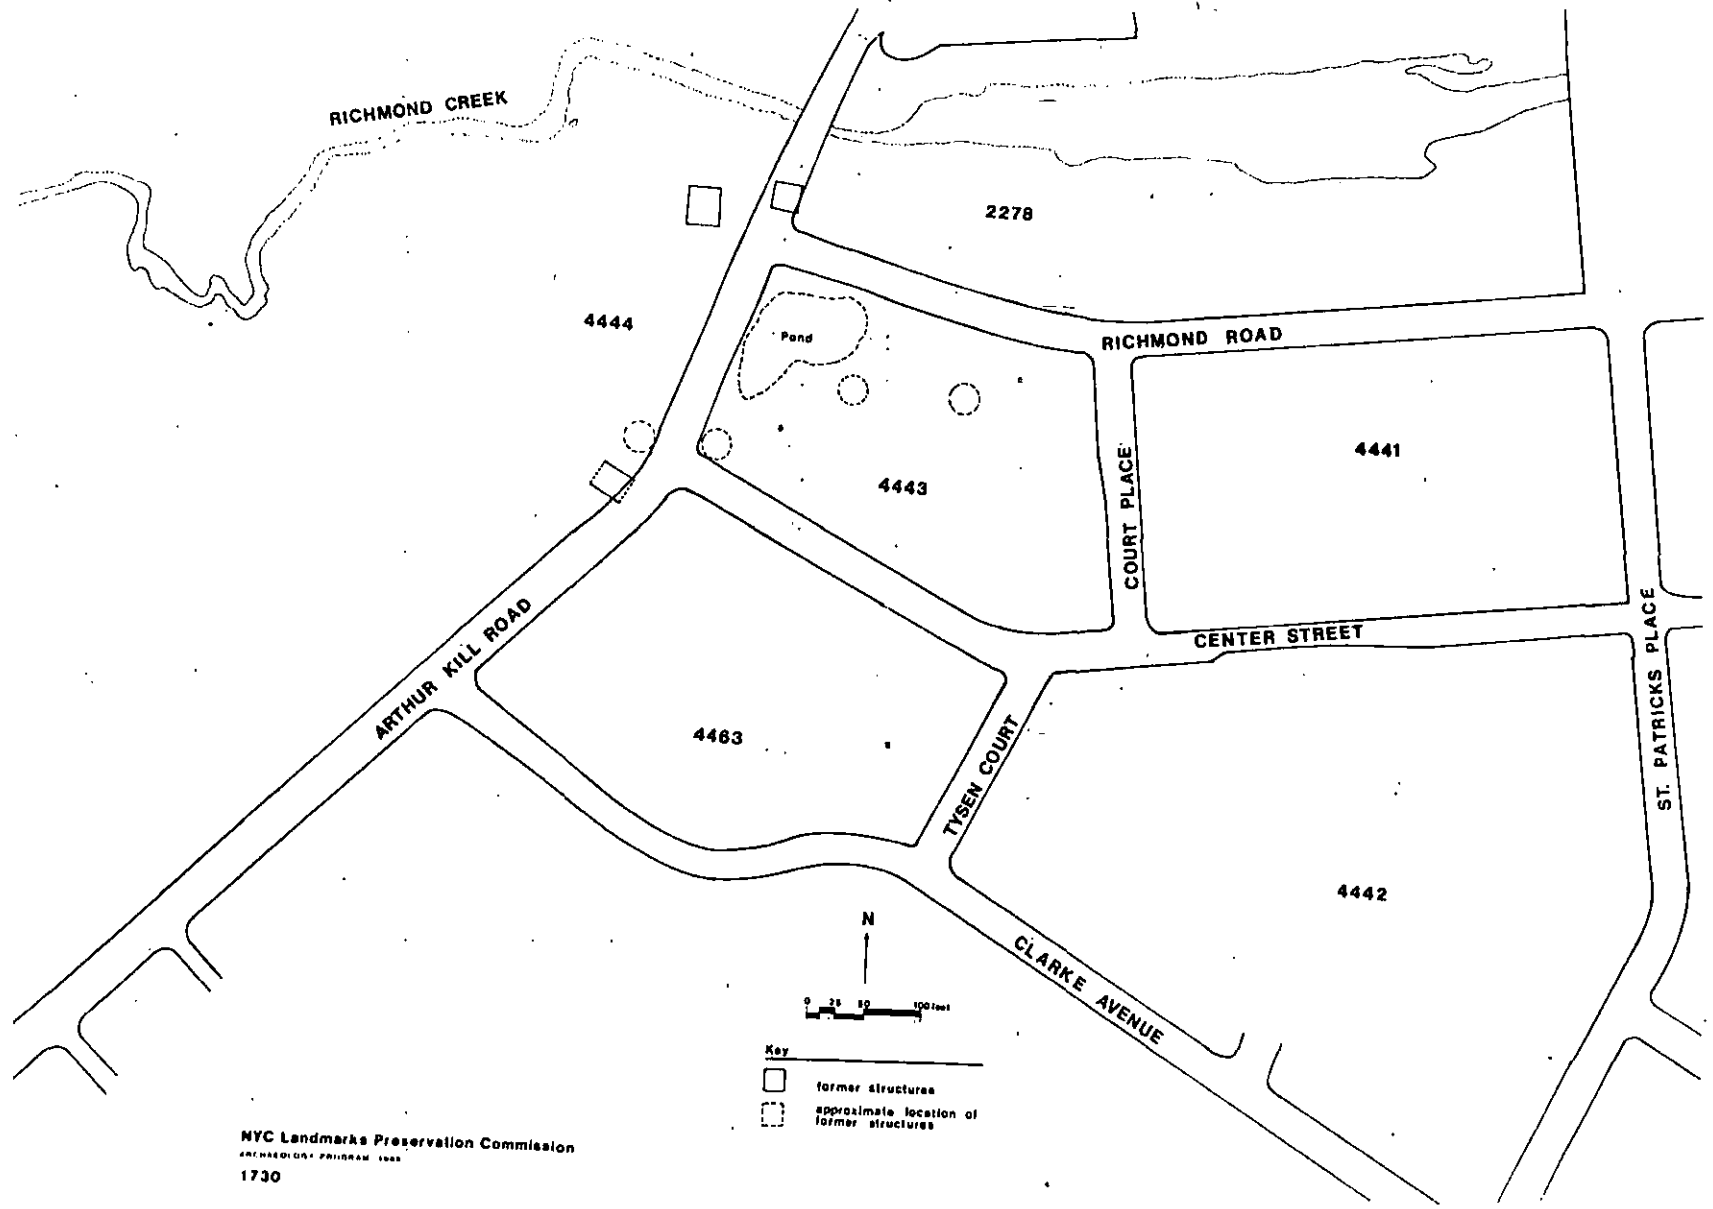 RICHMOND CREEK
2278
4444
Pond
RICHMOND ROAD
4441
4443
COURT PLACE
CENTER STREET
ST. PATRICKS PLACE
ARTHUR KILL ROAD
4463
TYSEN COURT
4442
N
CLARKE AVENUE
0 25 50 100 feet
Key
former structures
approximate location of
former structures
NYC Landmarks Preservation Commission
ARCHAEOLOGY PROGRAM
1730